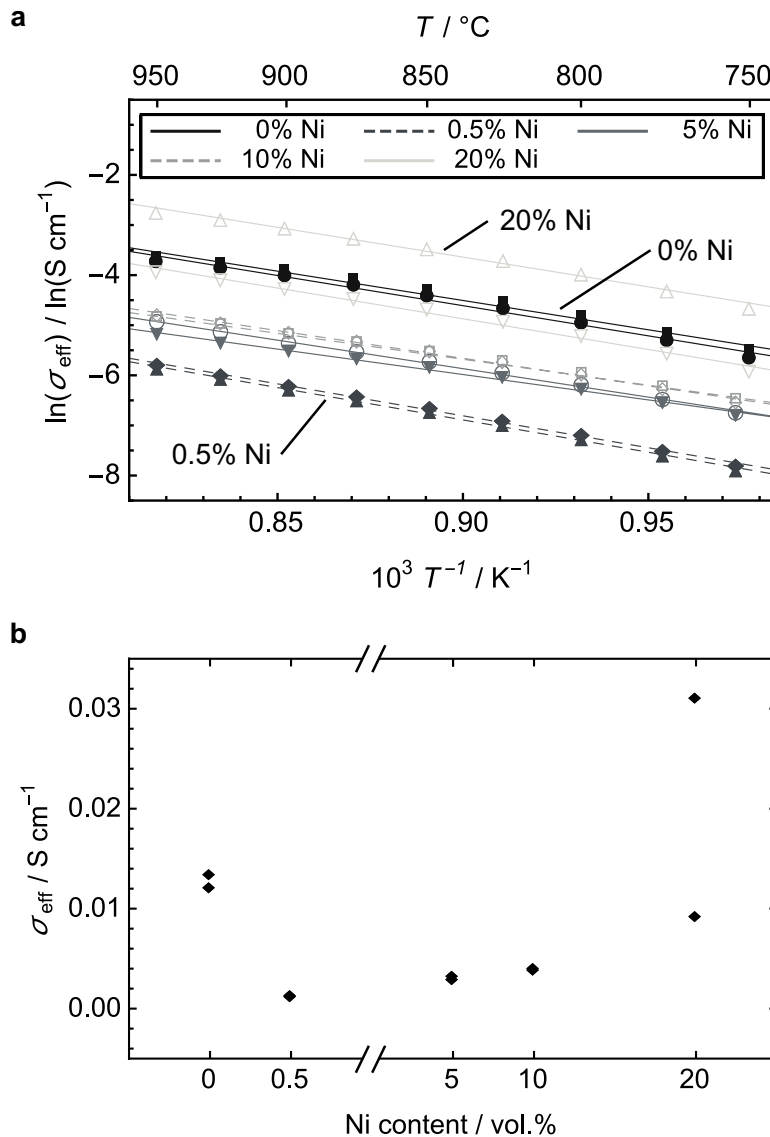 a
T / °C
950 900 850 800 750
0% Ni 0.5% Ni 5% Ni
10% Ni 20% Ni
−2
20% Ni
0% Ni
−4
−6
0.5% Ni
−8
ln(σeff) / ln(S cm⁻¹)
0.85 0.90 0.95
10³ T⁻¹ / K⁻¹
b
0.03
0.02
0.01
0.00
σeff / S cm⁻¹
0 0.5 5 10 20
Ni content / vol.%